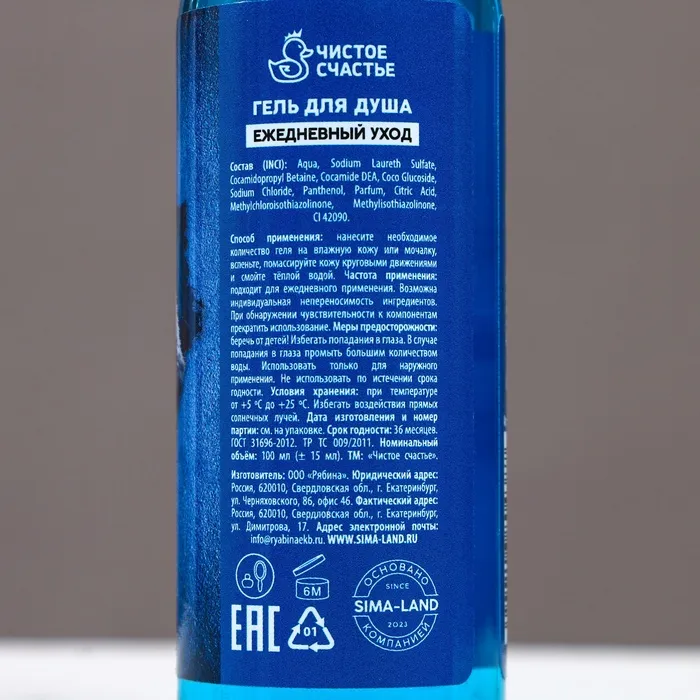 ЧИСТОЕ
СЧАСТЬЕ
ГЕЛЬ ДЛЯ ДУША
ЕЖЕДНЕВНЫЙ УХОД
Состав (INCI): Aqua, Sodium Laureth Sulfate,
Cocamidopropyl Betaine, Cocamide DEA, Coco Glucoside,
Sodium Chloride, Panthenol, Parfum, Citric Acid,
Methylchloroisothiazolinone, Methylisothiazolinone,
CI 42090.
Способ применения: нанесите необходимое
количество геля на влажную кожу или мочалку,
вспеньте, помассируйте кожу круговыми движениями
и смойте тёплой водой. Частота применения:
подходит для ежедневного применения. Возможна
индивидуальная непереносимость ингредиентов.
При обнаружении чувствительности к компонентам
прекратить использование. Меры предосторожности:
беречь от детей! Избегать попадания в глаза. В случае
попадания в глаза промыть большим количеством
воды. Использовать только для наружного
применения. Не использовать по истечении срока
годности. Условия хранения: при температуре
от +5 °C до +25 °C. Избегать воздействия прямых
солнечных лучей. Дата изготовления и номер
партии: см. на упаковке. Срок годности: 36 месяцев.
ГОСТ 31696-2012. ТР ТС 009/2011. Номинальный
объём: 100 мл (± 15 мл). ТМ: «Чистое счастье».
Изготовитель: ООО «Рябина». Юридический адрес:
Россия, 620010, Свердловская обл., г. Екатеринбург,
ул. Черняховского, 86, офис 46. Фактический адрес:
Россия, 620010, Свердловская обл., г. Екатеринбург,
ул. Димитрова, 17. Адрес электронной почты:
info@ryabinaekb.ru. WWW.SIMA-LAND.RU
6M
EAC
01
ОСНОВАНО
SINCE
SIMA-LAND
2023
КОМПАНИЕЙ